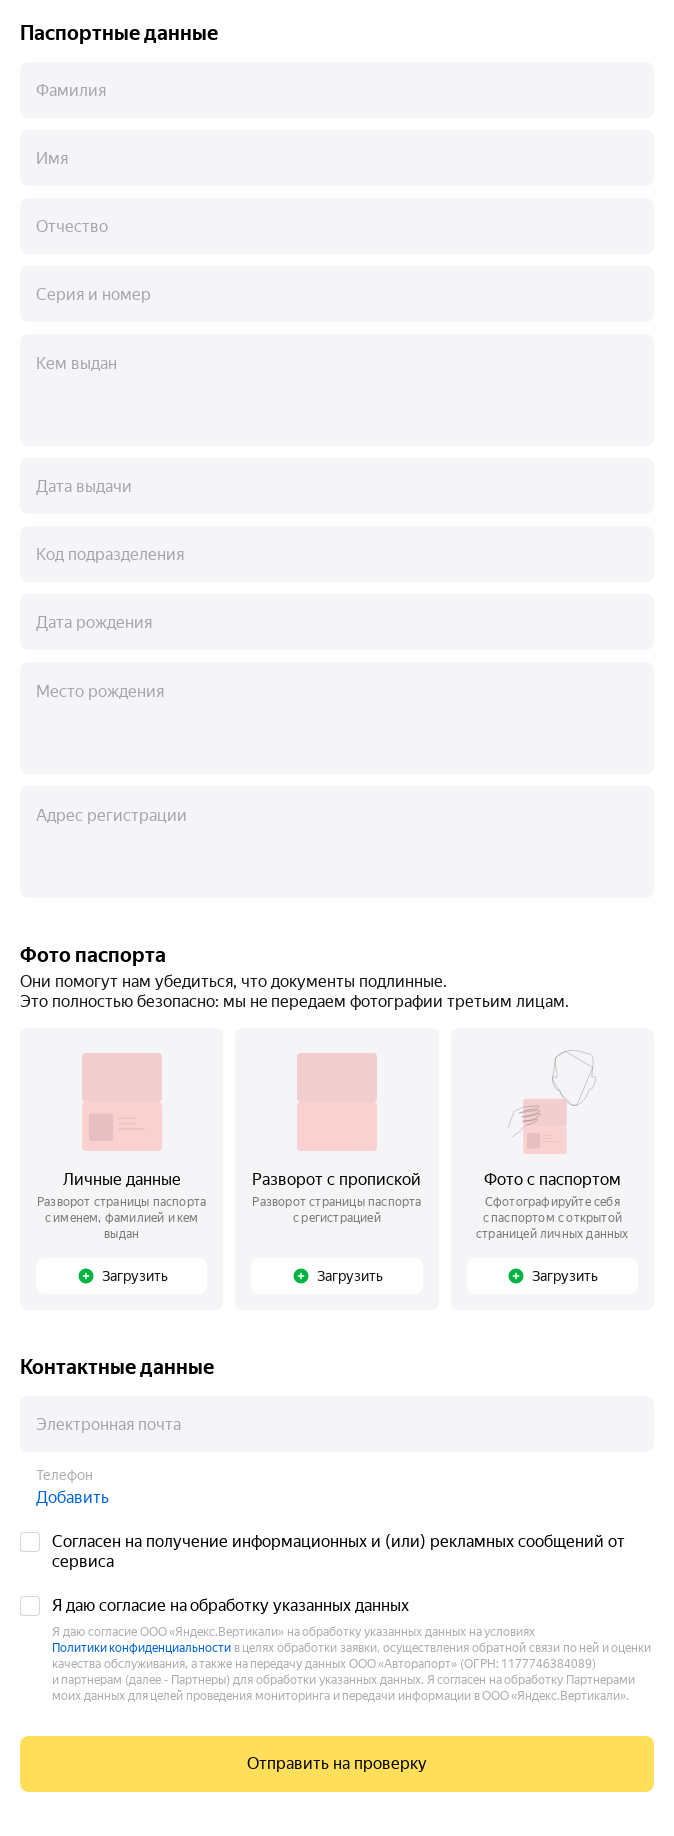 Паспортные данные
Фамилия
Имя
Отчество
Серия и номер
Кем выдан
Дата выдачи
Код подразделения
Дата рождения
Место рождения
Адрес регистрации
Фото паспорта
Они помогут нам убедиться, что документы подлинные.
Это полностью безопасно: мы не передаем фотографии третьим лицам.
Личные данные
Разворот страницы паспорта
с именем, фамилией и кем
выдан
Загрузить
Разворот с пропиской
Разворот страницы паспорта
с регистрацией
Загрузить
Фото с паспортом
Сфотографируйте себя
с паспортом с открытой
страницей личных данных
Загрузить
Контактные данные
Электронная почта
Телефон
Добавить
Согласен на получение информационных и (или) рекламных сообщений от
сервиса
Я даю согласие на обработку указанных данных
Я даю согласие ООО «Яндекс.Вертикали» на обработку указанных данных на условиях
Политики конфиденциальности в целях обработки заявки, осуществления обратной связи по ней и оценки
качества обслуживания, а также на передачу данных ООО «Авторапорт» (ОГРН: 1177746384089)
и партнерам (далее - Партнеры) для обработки указанных данных. Я согласен на обработку Партнерами
моих данных для целей проведения мониторинга и передачи информации в ООО «Яндекс.Вертикали».
Отправить на проверку